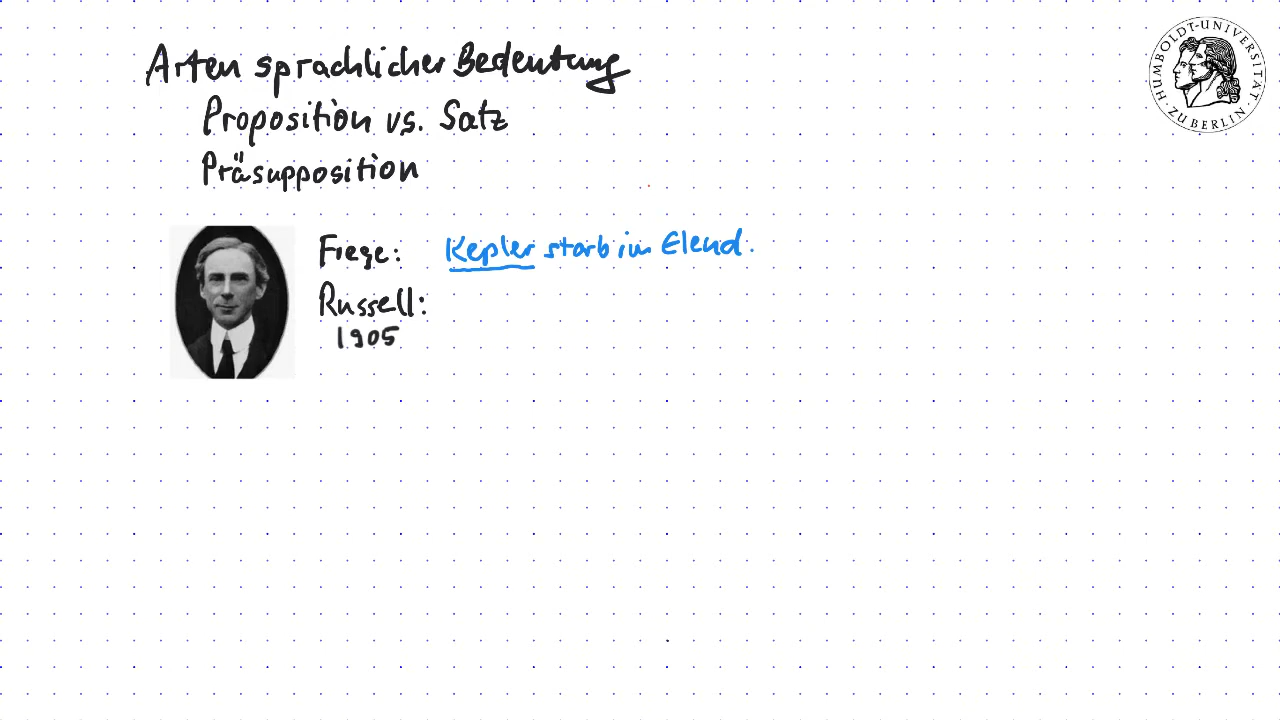 Arten sprachlicher Bedeutung
Proposition vs. Satz
Präsupposition
Frege: Kepler starb im Elend.
Russell:
1905
HUMBOLDT-UNIVERSITÄT · ZU BERLIN ·